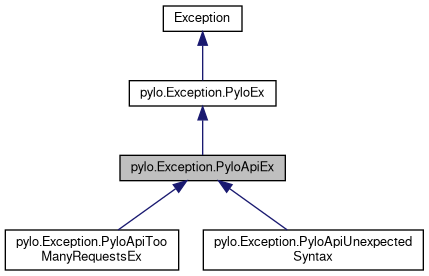 Exception
pylo.Exception.PyloEx
pylo.Exception.PyloApiEx
pylo.Exception.PyloApiToo
ManyRequestsEx
pylo.Exception.PyloApiUnexpected
Syntax